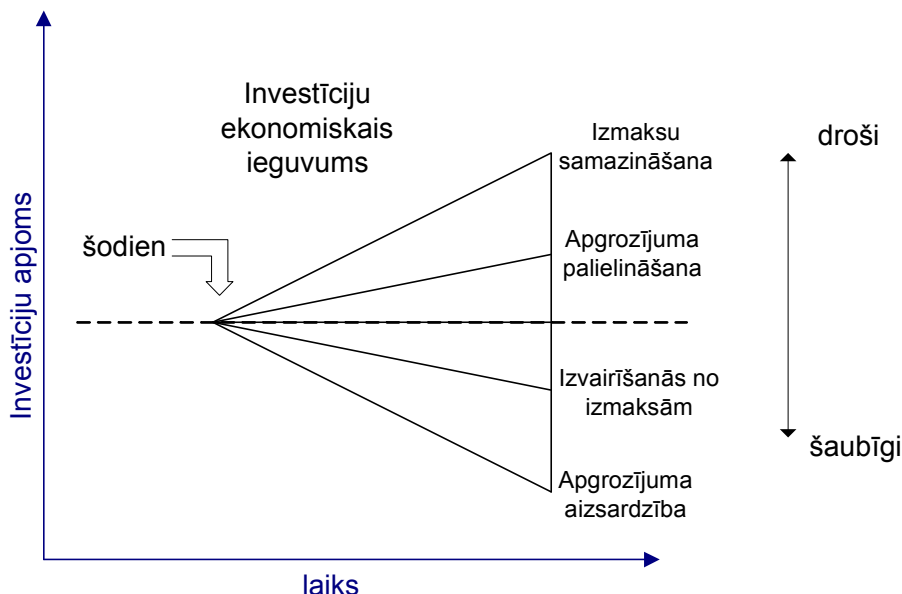 Investīciju
ekonomiskais
ieguvums
Izmaksu
samazināšana
droši
šodien
Apgrozījuma
palielināšana
Investīciju apjoms
Izvairīšanās no
izmaksām
šaubīgi
Apgrozījuma
aizsardzība
laiks